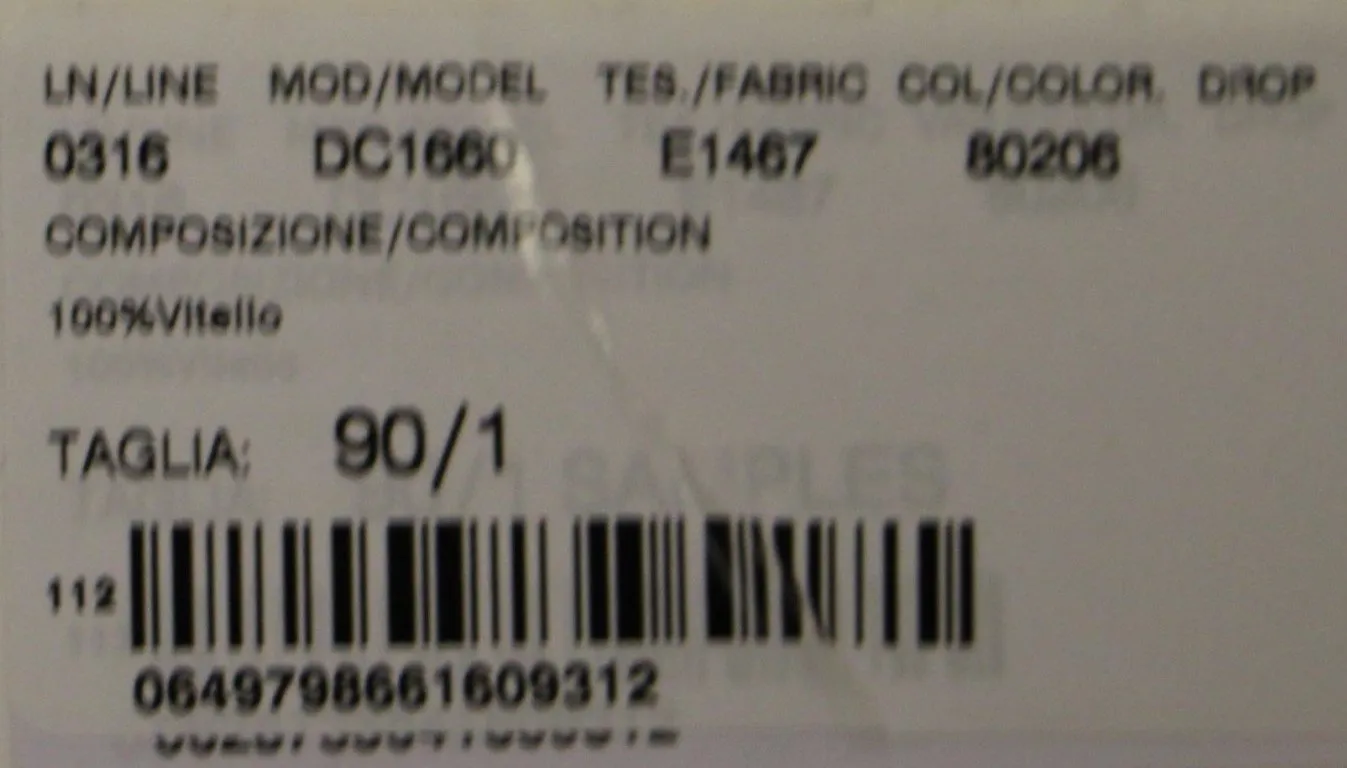 LN/LINE MOD/MODEL TES./FABRIC COL/COLOR. DROP
0316 DC1660 E1467 80206
COMPOSIZIONE/COMPOSITION
100%Vitello
TAGLIA: 90/1
SAMPLES
112
0649798661609312